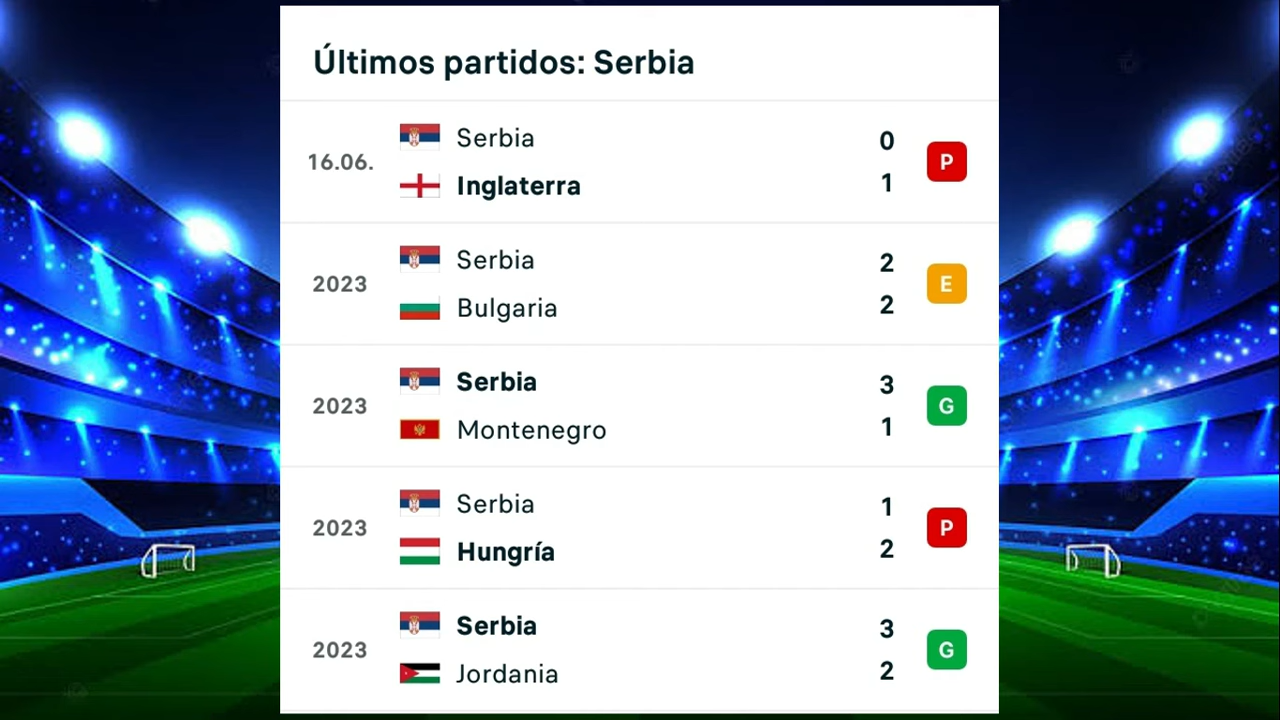 Últimos partidos: Serbia
16.06.
Serbia 0
Inglaterra 1
P
2023
Serbia 2
Bulgaria 2
E
2023
Serbia 3
Montenegro 1
G
2023
Serbia 1
Hungría 2
P
2023
Serbia 3
Jordania 2
G